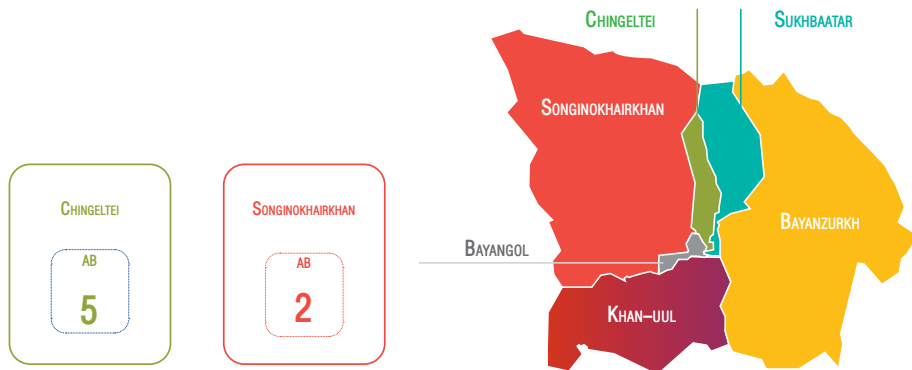 Chingeltei
Sukhbaatar
Songinokhairkhan
Bayanzurkh
Bayangol
Khan-uul
Chingeltei
AB
5
Songinokhairkhan
AB
2